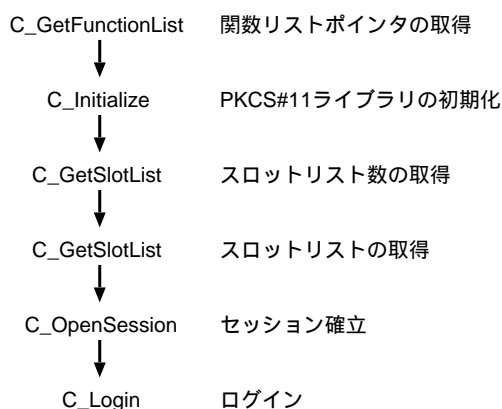 C_GetFunctionList 関数リストポインタの取得
C_Initialize PKCS#11ライブラリの初期化
C_GetSlotList スロットリスト数の取得
C_GetSlotList スロットリストの取得
C_OpenSession セッション確立
C_Login ログイン